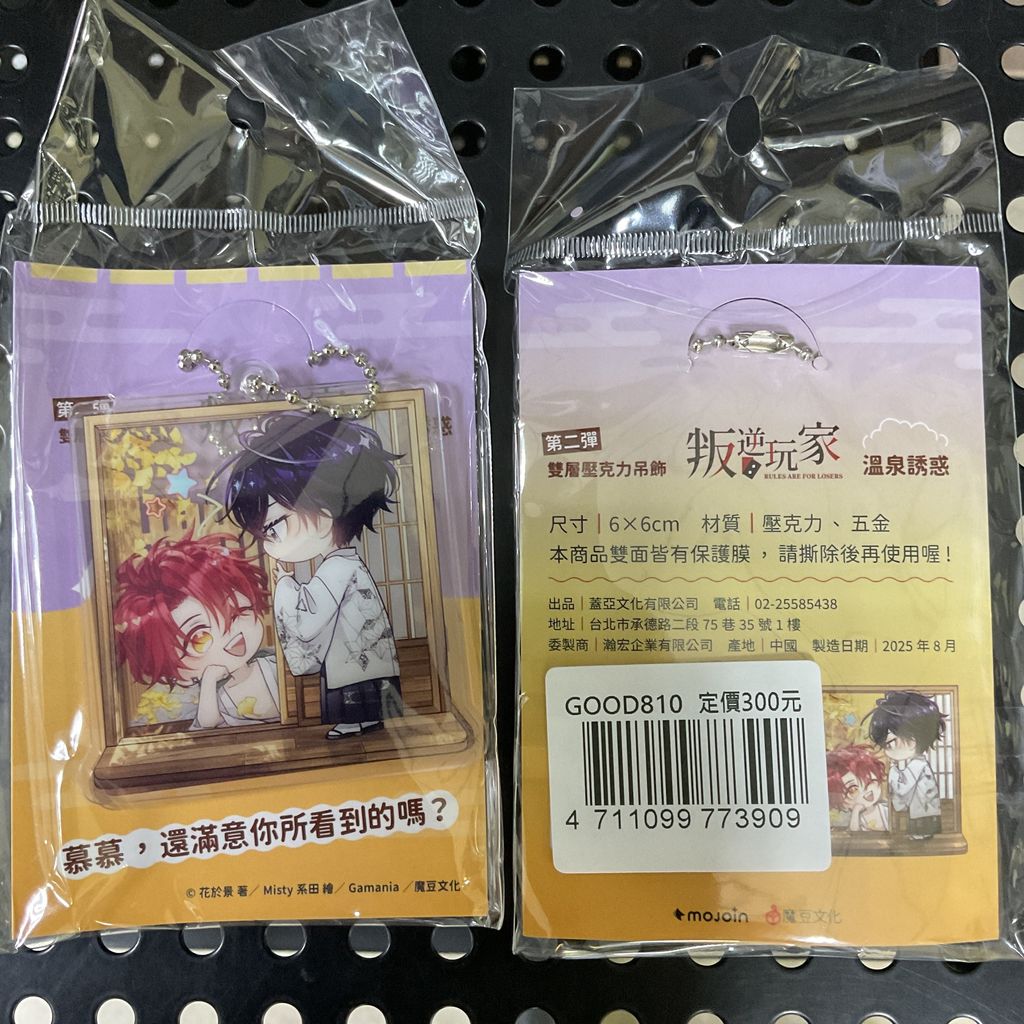 第二彈
慕慕，還滿意你所看到的嗎？
© 花於景 著／Misty 系田 繪／Gamania／魔豆文化
第二彈
雙層壓克力吊飾
叛逆玩家
RULES ARE FOR LOSERS
溫泉誘惑
尺寸｜6×6cm 材質｜壓克力、五金
本商品雙面皆有保護膜，請撕除後再使用喔！
出品｜蓋亞文化有限公司 電話｜02-25585438
地址｜台北市承德路二段 75 巷 35 號 1 樓
委製商｜瀚宏企業有限公司 產地｜中國 製造日期｜2025 年 8 月
GOOD810 定價300元
4 711099 773909
mojoin 魔豆文化